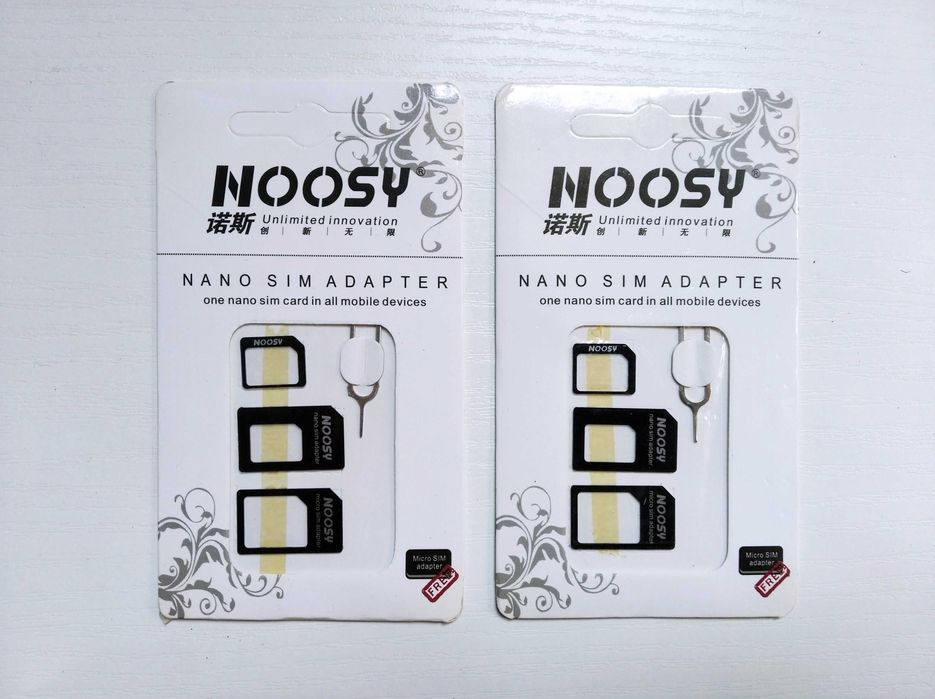 NOOSY®
诺斯 Unlimited innovation
创 | 新 | 无 | 限
NANO SIM ADAPTER
one nano sim card in all mobile devices
NOOSY
NOOSY
nano sim adapter
NOOSY
micro sim adapter
Micro SIM
adapter
FREE
NOOSY®
诺斯 Unlimited innovation
创 | 新 | 无 | 限
NANO SIM ADAPTER
one nano sim card in all mobile devices
NOOSY
NOOSY
nano sim adapter
NOOSY
micro sim adapter
Micro SIM
adapter
FREE